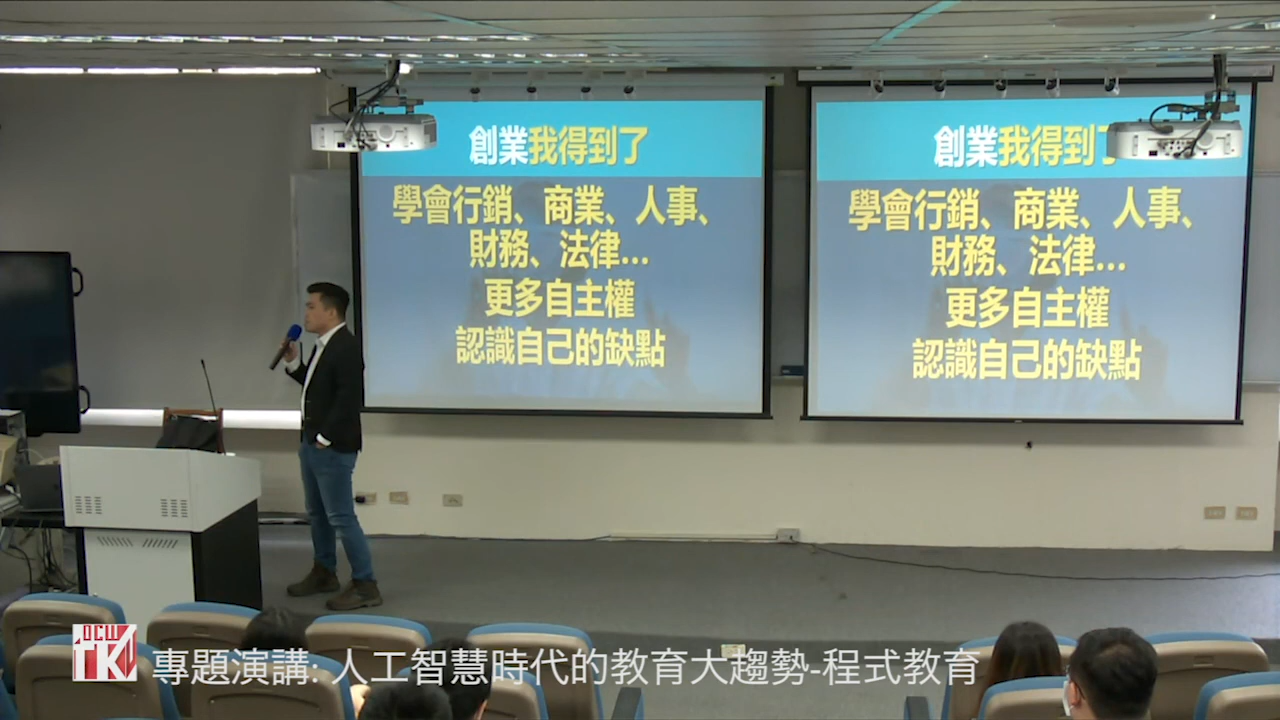 創業我得到了
學會行銷、商業、人事、
財務、法律...
更多自主權
認識自己的缺點
創業我得到了
學會行銷、商業、人事、
財務、法律...
更多自主權
認識自己的缺點
OCW
TK
專題演講: 人工智慧時代的教育大趨勢-程式教育